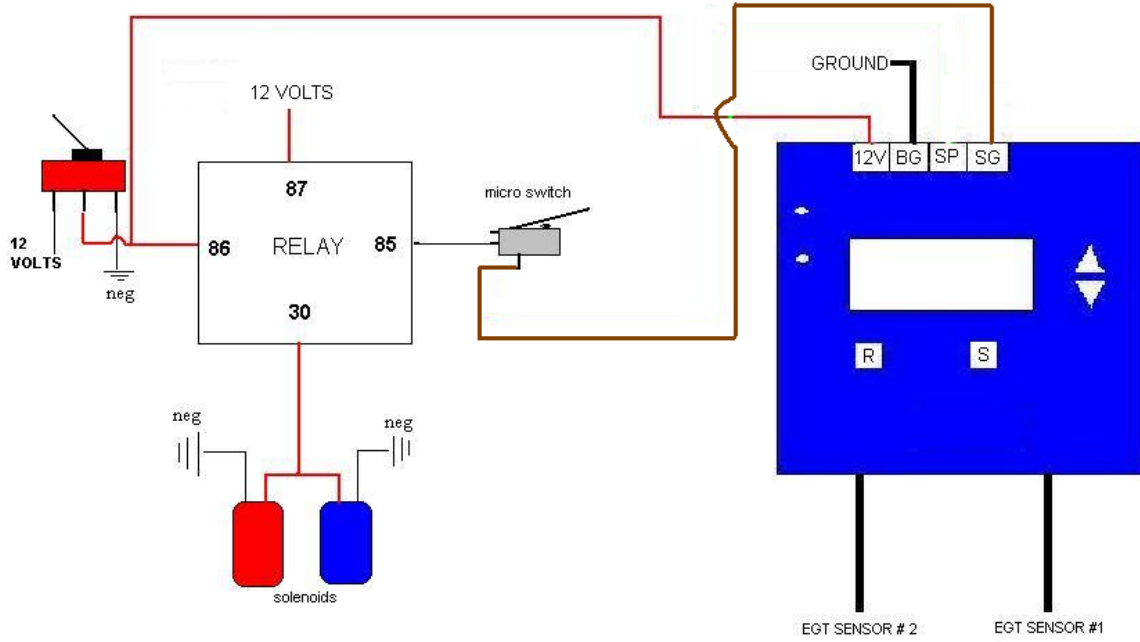 GROUND
12 VOLTS
12V BG SP SG
87
micro switch
86 RELAY 85
12
VOLTS
neg
30
R S
neg
neg
solenoids
EGT SENSOR # 2
EGT SENSOR #1